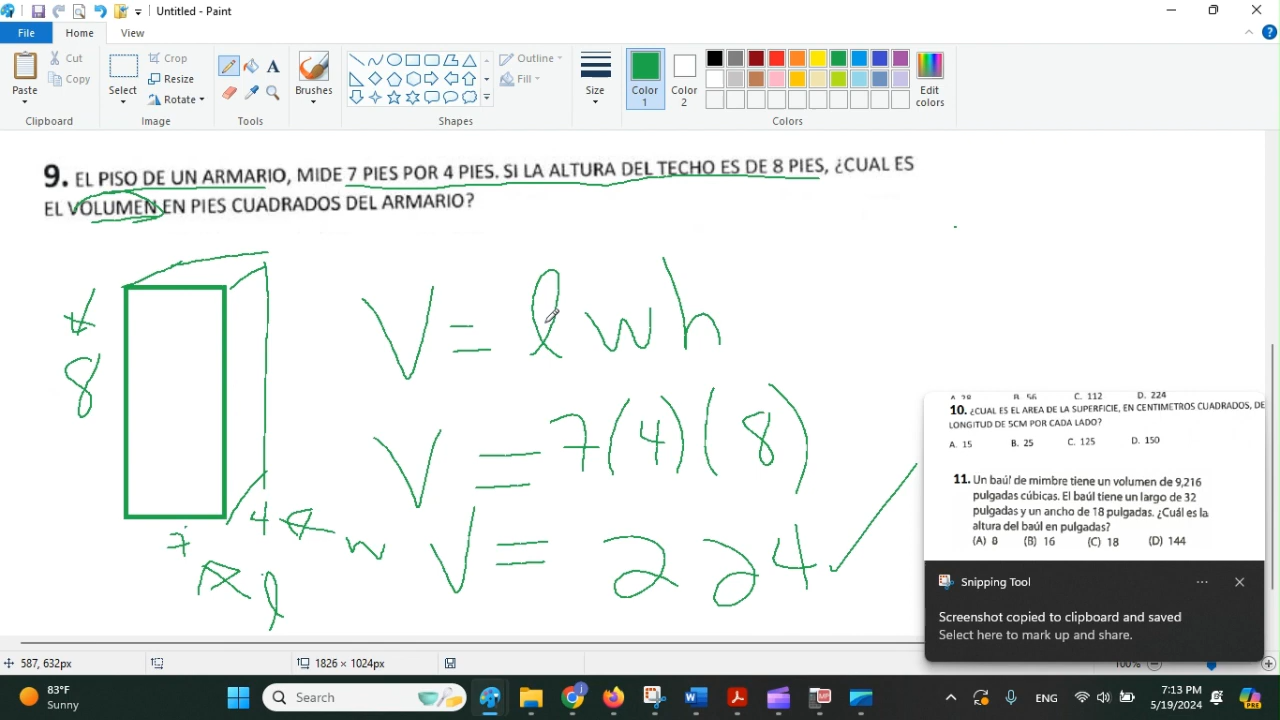 Untitled - Paint
File
Home
View
Paste
Cut
Copy
Clipboard
Select
Crop
Resize
Rotate
Image
A
Tools
Brushes
Outline
Fill
Shapes
Size
Color 1
Color 2
Edit colors
Colors
9. EL PISO DE UN ARMARIO, MIDE 7 PIES POR 4 PIES. SI LA ALTURA DEL TECHO ES DE 8 PIES, ¿CUAL ES
EL VOLUMEN EN PIES CUADRADOS DEL ARMARIO?
V = l w h
8
V = 7(4)(8)
4 w
7
l
V = 224
A. 28 B. 56 C. 112 D. 224
10. ¿CUAL ES EL AREA DE LA SUPERFICIE, EN CENTIMETROS CUADRADOS, DE
LONGITUD DE 5CM POR CADA LADO?
A. 15 B. 25 C. 125 D. 150
11. Un baúl de mimbre tiene un volumen de 9,216
pulgadas cúbicas. El baúl tiene un largo de 32
pulgadas y un ancho de 18 pulgadas. ¿Cuál es la
altura del baúl en pulgadas?
(A) 8 (B) 16 (C) 18 (D) 144
Snipping Tool
Screenshot copied to clipboard and saved
Select here to mark up and share.
587, 632px
1826 × 1024px
100%
83°F
Sunny
Search
ENG
7:13 PM
5/19/2024
PRE